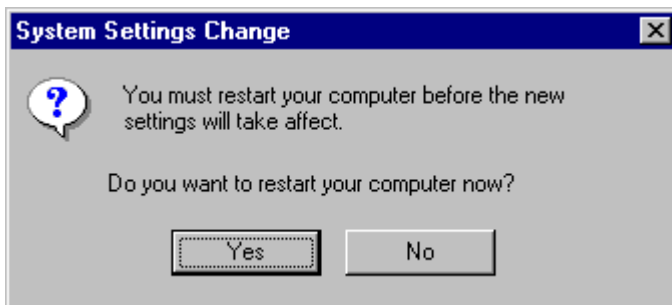 System Settings Change
You must restart your computer before the new
settings will take affect.
Do you want to restart your computer now?
Yes No